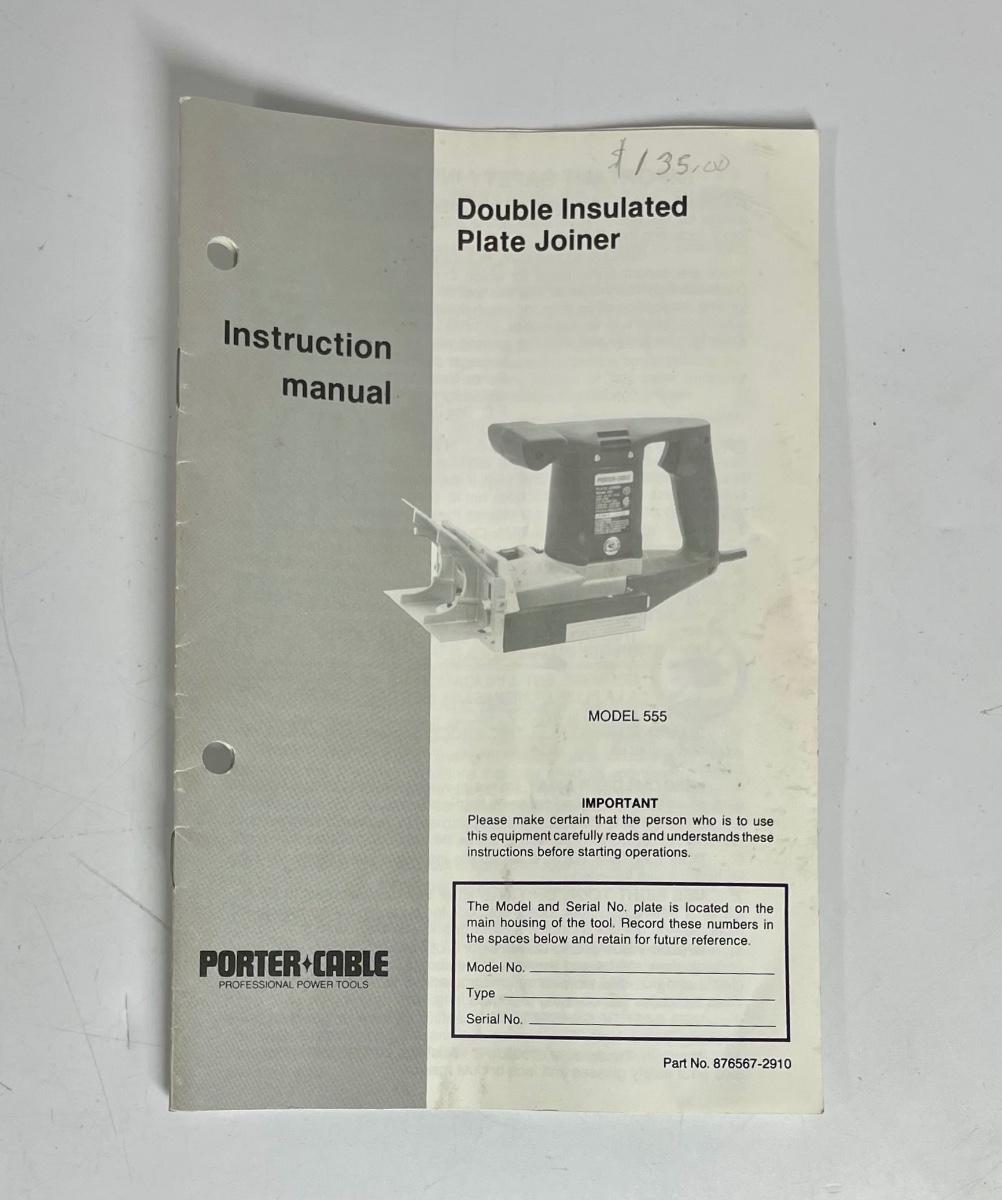 $135.00
Double Insulated
Plate Joiner
Instruction
manual
PORTER-CABLE
MODEL 555
IMPORTANT
Please make certain that the person who is to use
this equipment carefully reads and understands these
instructions before starting operations.
The Model and Serial No. plate is located on the
main housing of the tool. Record these numbers in
the spaces below and retain for future reference.
Model No.
Type
Serial No.
PORTER+CABLE
PROFESSIONAL POWER TOOLS
Part No. 876567-2910